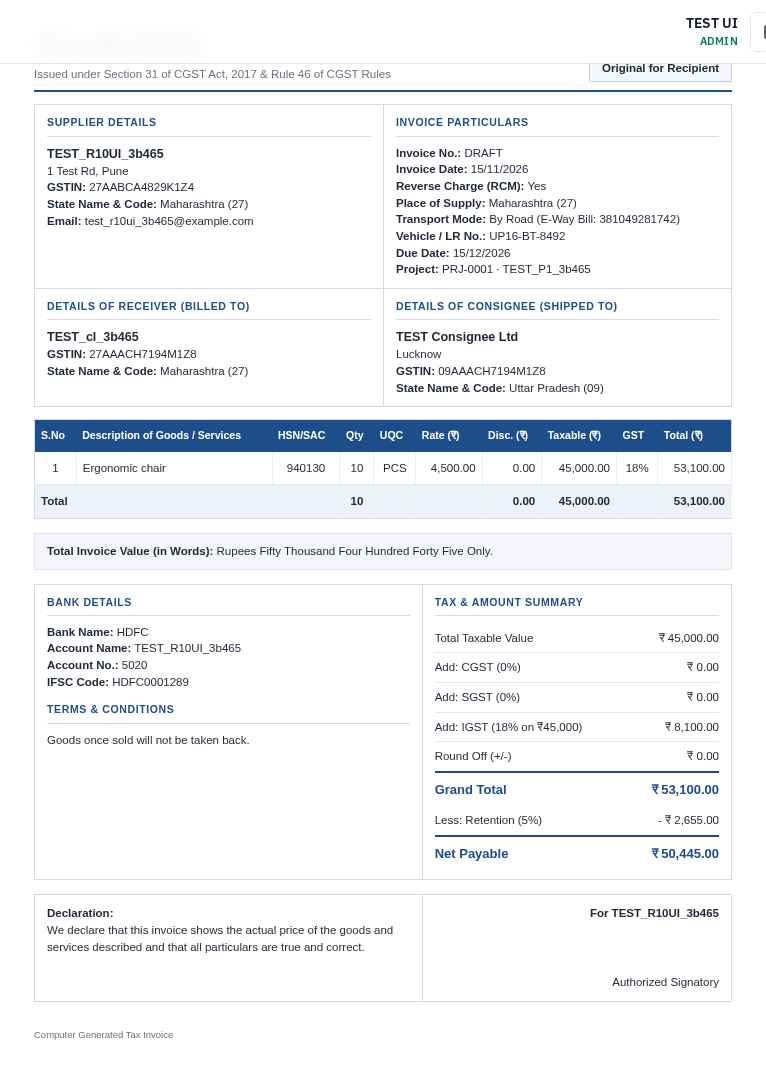 TEST UI
ADMIN
Issued under Section 31 of CGST Act, 2017 & Rule 46 of CGST Rules
Original for Recipient
SUPPLIER DETAILS
TEST_R10UI_3b465
1 Test Rd, Pune
GSTIN: 27AABCA4829K1Z4
State Name & Code: Maharashtra (27)
Email: test_r10ui_3b465@example.com
INVOICE PARTICULARS
Invoice No.: DRAFT
Invoice Date: 15/11/2026
Reverse Charge (RCM): Yes
Place of Supply: Maharashtra (27)
Transport Mode: By Road (E-Way Bill: 381049281742)
Vehicle / LR No.: UP16-BT-8492
Due Date: 15/12/2026
Project: PRJ-0001 · TEST_P1_3b465
DETAILS OF RECEIVER (BILLED TO)
TEST_cl_3b465
GSTIN: 27AAACH7194M1Z8
State Name & Code: Maharashtra (27)
DETAILS OF CONSIGNEE (SHIPPED TO)
TEST Consignee Ltd
Lucknow
GSTIN: 09AAACH7194M1Z8
State Name & Code: Uttar Pradesh (09)
S.No Description of Goods / Services HSN/SAC Qty UQC Rate (₹) Disc. (₹) Taxable (₹) GST Total (₹)
1 Ergonomic chair 940130 10 PCS 4,500.00 0.00 45,000.00 18% 53,100.00
Total 10 0.00 45,000.00 53,100.00
Total Invoice Value (in Words): Rupees Fifty Thousand Four Hundred Forty Five Only.
BANK DETAILS
Bank Name: HDFC
Account Name: TEST_R10UI_3b465
Account No.: 5020
IFSC Code: HDFC0001289
TERMS & CONDITIONS
Goods once sold will not be taken back.
TAX & AMOUNT SUMMARY
Total Taxable Value ₹ 45,000.00
Add: CGST (0%) ₹ 0.00
Add: SGST (0%) ₹ 0.00
Add: IGST (18% on ₹45,000) ₹ 8,100.00
Round Off (+/-) ₹ 0.00
Grand Total ₹ 53,100.00
Less: Retention (5%) - ₹ 2,655.00
Net Payable ₹ 50,445.00
Declaration:
We declare that this invoice shows the actual price of the goods and
services described and that all particulars are true and correct.
For TEST_R10UI_3b465
Authorized Signatory
Computer Generated Tax Invoice